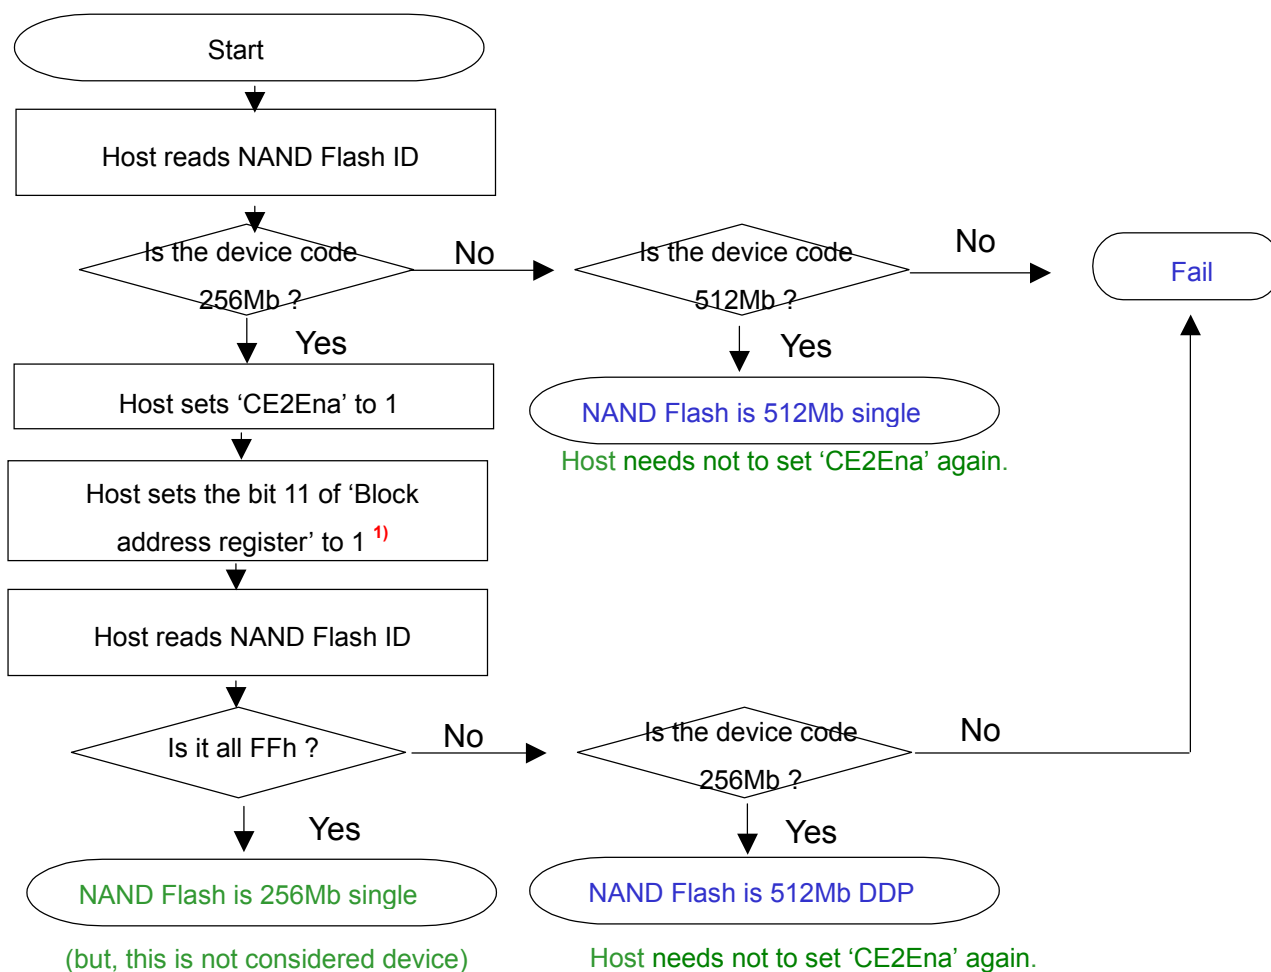 Start
Host reads NAND Flash ID
Is the device code
256Mb ?
No
Is the device code
512Mb ?
No
Fail
Yes
Yes
Host sets ‘CE2Ena’ to 1
NAND Flash is 512Mb single
Host needs not to set ‘CE2Ena’ again.
Host sets the bit 11 of ‘Block
address register’ to 1 1)
Host reads NAND Flash ID
Is it all FFh ?
No
Is the device code
256Mb ?
No
Yes
Yes
NAND Flash is 256Mb single
NAND Flash is 512Mb DDP
(but, this is not considered device)
Host needs not to set ‘CE2Ena’ again.